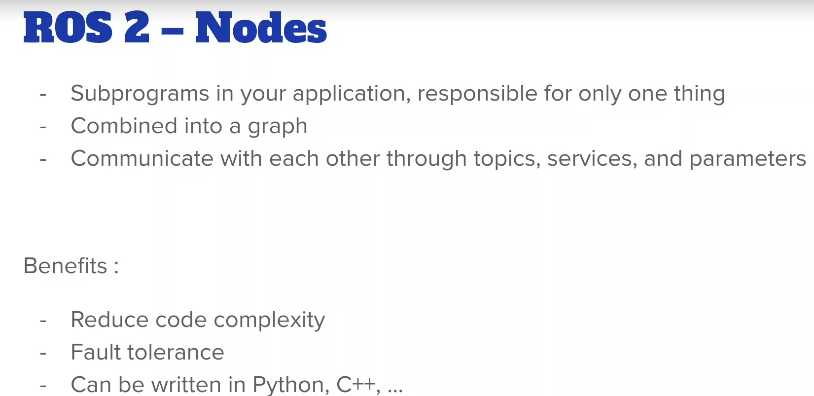 ROS 2 – Nodes
- Subprograms in your application, responsible for only one thing
- Combined into a graph
- Communicate with each other through topics, services, and parameters
Benefits :
- Reduce code complexity
- Fault tolerance
- Can be written in Python, C++, ...